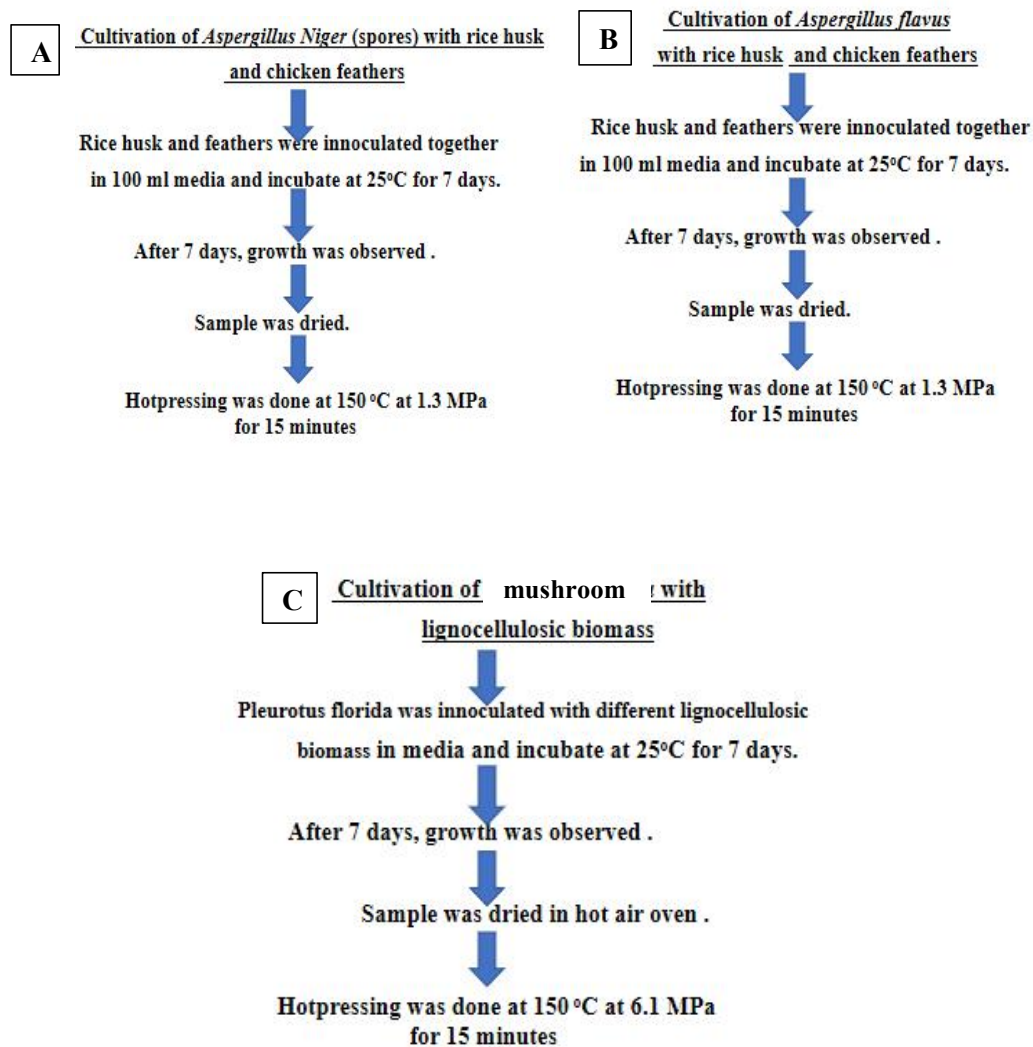 A
Cultivation of Aspergillus Niger (spores) with rice husk
and chicken feathers
Rice husk and feathers were innoculated together
in 100 ml media and incubate at 25°C for 7 days.
After 7 days, growth was observed .
Sample was dried.
Hotpressing was done at 150 °C at 1.3 MPa
for 15 minutes
B
Cultivation of Aspergillus flavus
with rice husk and chicken feathers
Rice husk and feathers were innoculated together
in 100 ml media and incubate at 25°C for 7 days.
After 7 days, growth was observed .
Sample was dried.
Hotpressing was done at 150 °C at 1.3 MPa
for 15 minutes
C
Cultivation of mushroom with
lignocellulosic biomass
Pleurotus florida was innoculated with different lignocellulosic
biomass in media and incubate at 25°C for 7 days.
After 7 days, growth was observed .
Sample was dried in hot air oven .
Hotpressing was done at 150 °C at 6.1 MPa
for 15 minutes